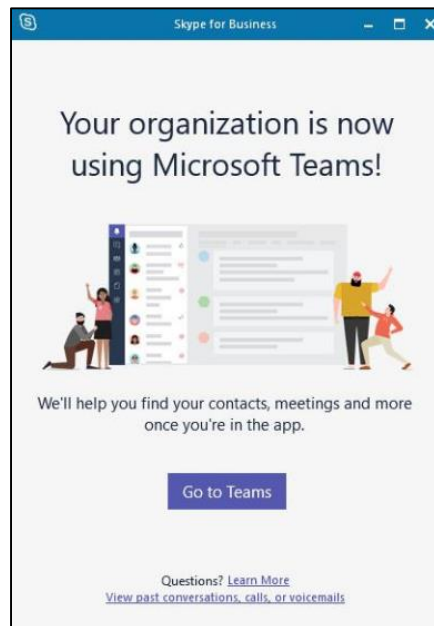 Skype for Business
Your organization is now
using Microsoft Teams!
We'll help you find your contacts, meetings and more
once you're in the app.
Go to Teams
Questions? Learn More
View past conversations, calls, or voicemails